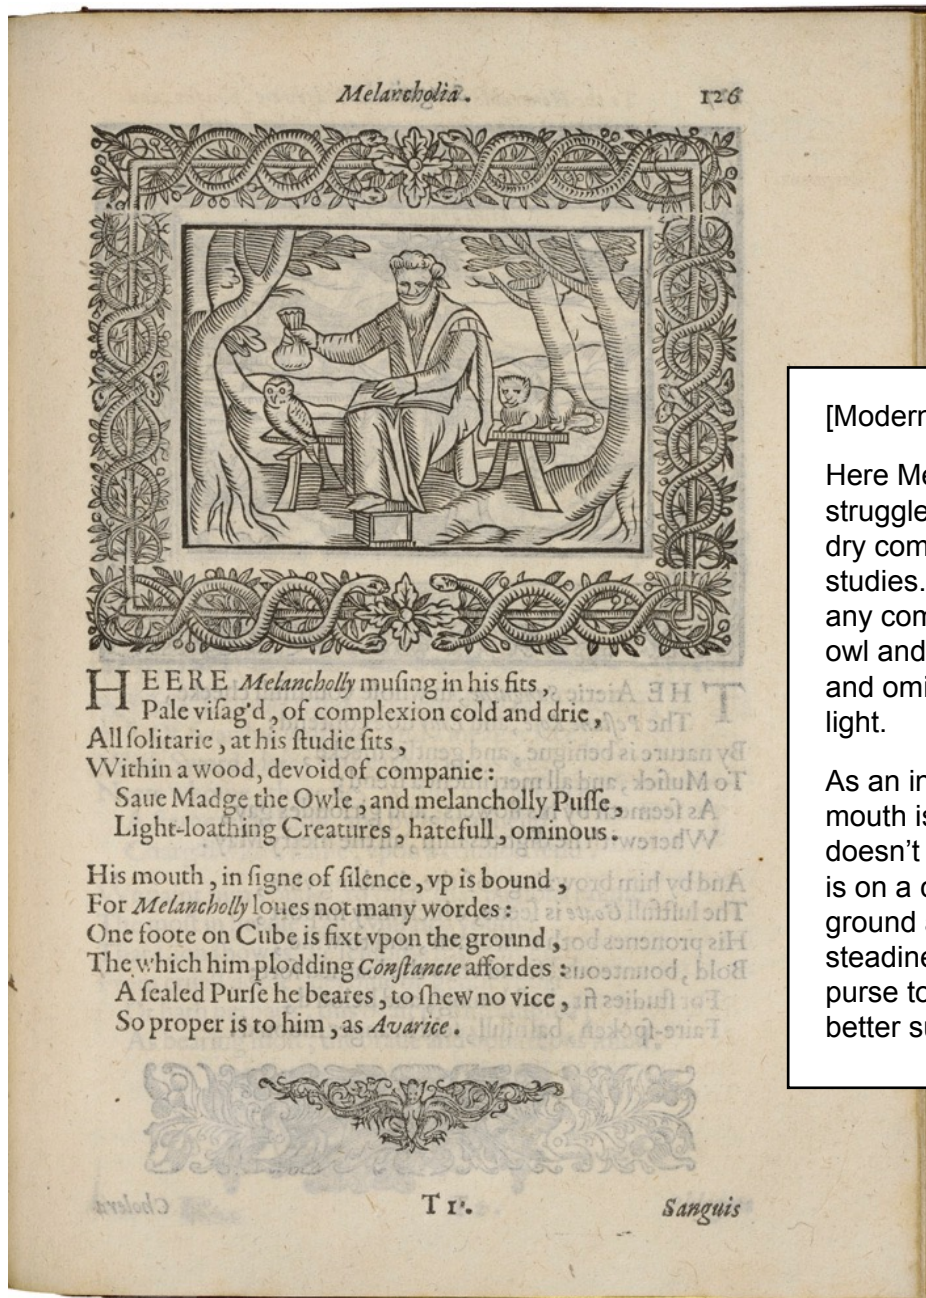 Melancholia. 126
HEERE Melancholly muſing in his fits,
Pale viſag'd, of complexion cold and drie,
All ſolitarie, at his ſtudie ſits,
VVithin a wood, devoid of companie:
Saue Madge the Owle, and melancholly Puſſe,
Light-loathing Creatures, hatefull, ominous.
His mouth, in ſigne of ſilence, vp is bound,
For Melancholly loues not many wordes:
One foote on Cube is fixt vpon the ground,
The which him plodding Conſtancie affordes:
A ſealed Purſe he beares, to ſhew no vice,
So proper is to him, as Avarice.
T 1. Sanguis
[Modern
Here Me
struggle
dry com
studies.
any com
owl and
and omi
light.
As an in
mouth is
doesn’t
is on a c
ground a
steadine
purse to
better su